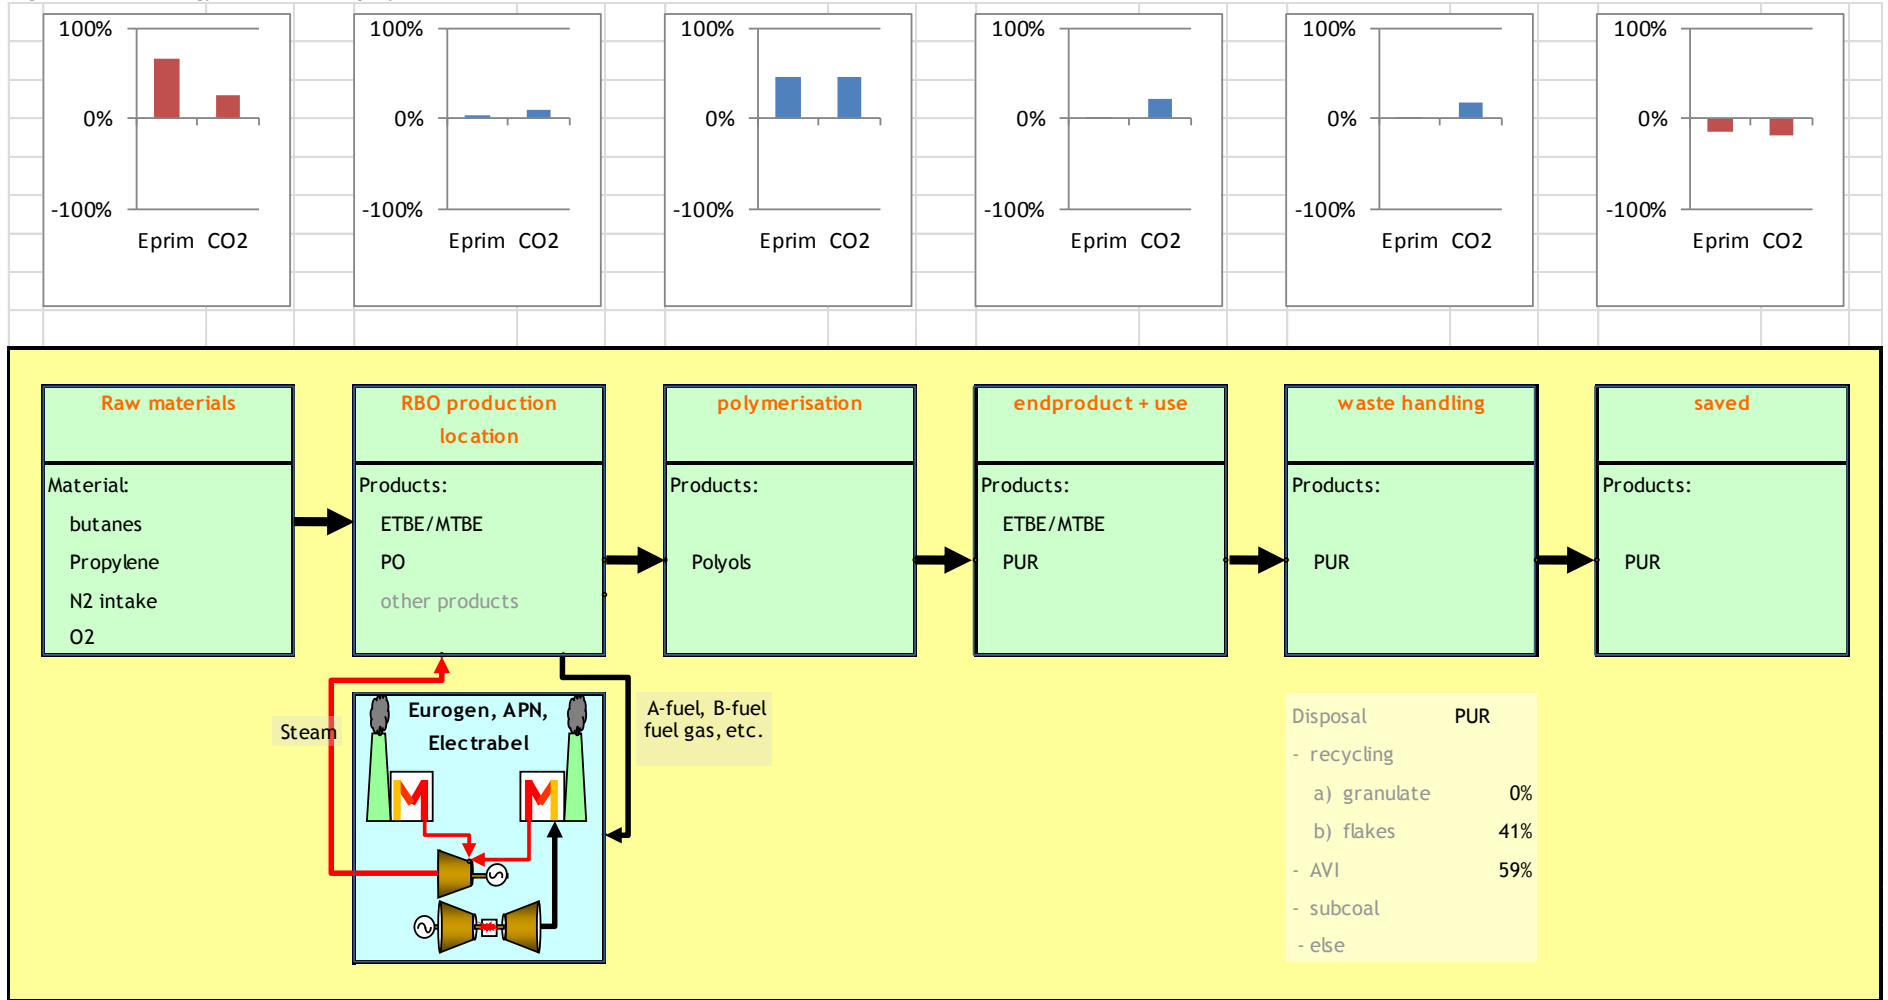 100%
0%
-100%
Eprim CO2
100%
0%
-100%
Eprim CO2
100%
0%
-100%
Eprim CO2
100%
0%
-100%
Eprim CO2
100%
0%
-100%
Eprim CO2
100%
0%
-100%
Eprim CO2
Raw materials
Material:
butanes
Propylene
N2 intake
O2
RBO production
location
Products:
ETBE/MTBE
PO
other products
polymerisation
Products:
Polyols
endproduct + use
Products:
ETBE/MTBE
PUR
waste handling
Products:
PUR
saved
Products:
PUR
Steam
Eurogen, APN,
Electrabel
A-fuel, B-fuel
fuel gas, etc.
Disposal PUR
- recycling
a) granulate 0%
b) flakes 41%
- AVI 59%
- subcoal
- else